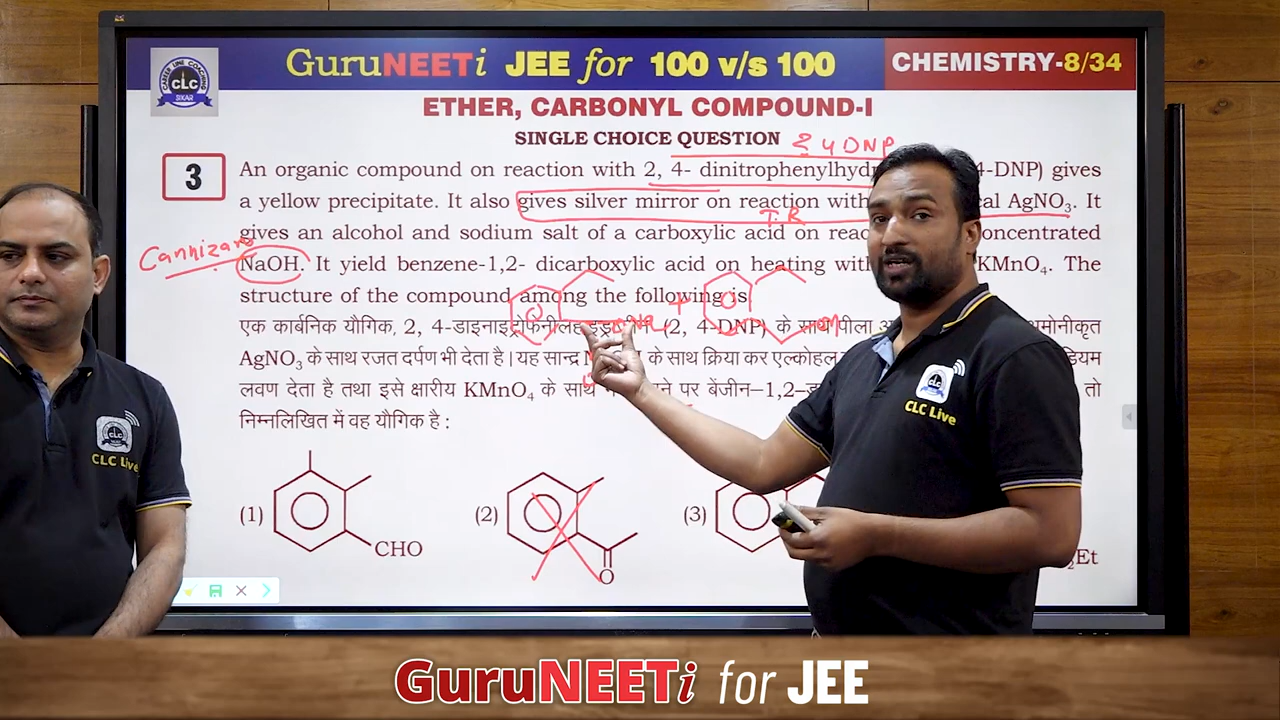 GuruNEETi JEE for 100 v/s 100
CHEMISTRY-8/34
CLC
SIKAR
ETHER, CARBONYL COMPOUND-I
SINGLE CHOICE QUESTION
2 4 DNP
3
An organic compound on reaction with 2, 4- dinitrophenylhyd 4-DNP) gives
a yellow precipitate. It also gives silver mirror on reaction with cal AgNO3. It
T.R
gives an alcohol and sodium salt of a carboxylic acid on reac oncentrated
Cannizaro
NaOH. It yield benzene-1,2- dicarboxylic acid on heating with KMnO4. The
structure of the compound among the following is
एक कार्बनिक यौगिक, 2, 4-डाइनाइट्रोफेनीलहाइड्राजीन (2, 4-DNP) के साथ पीला अ मोनीकृत
AgNO3 के साथ रजत दर्पण भी देता है। यह सान्द्र N के साथ क्रिया कर एल्कोहल डियम
लवण देता है तथा इसे क्षारीय KMnO4 के साथ पर बेंजीन–1,2–ड तो
निम्नलिखित में वह यौगिक है :
(1) CHO
(2) O
(3)
2Et
CLC
CLC Live
CLC
CLC Live
GuruNEETi for JEE